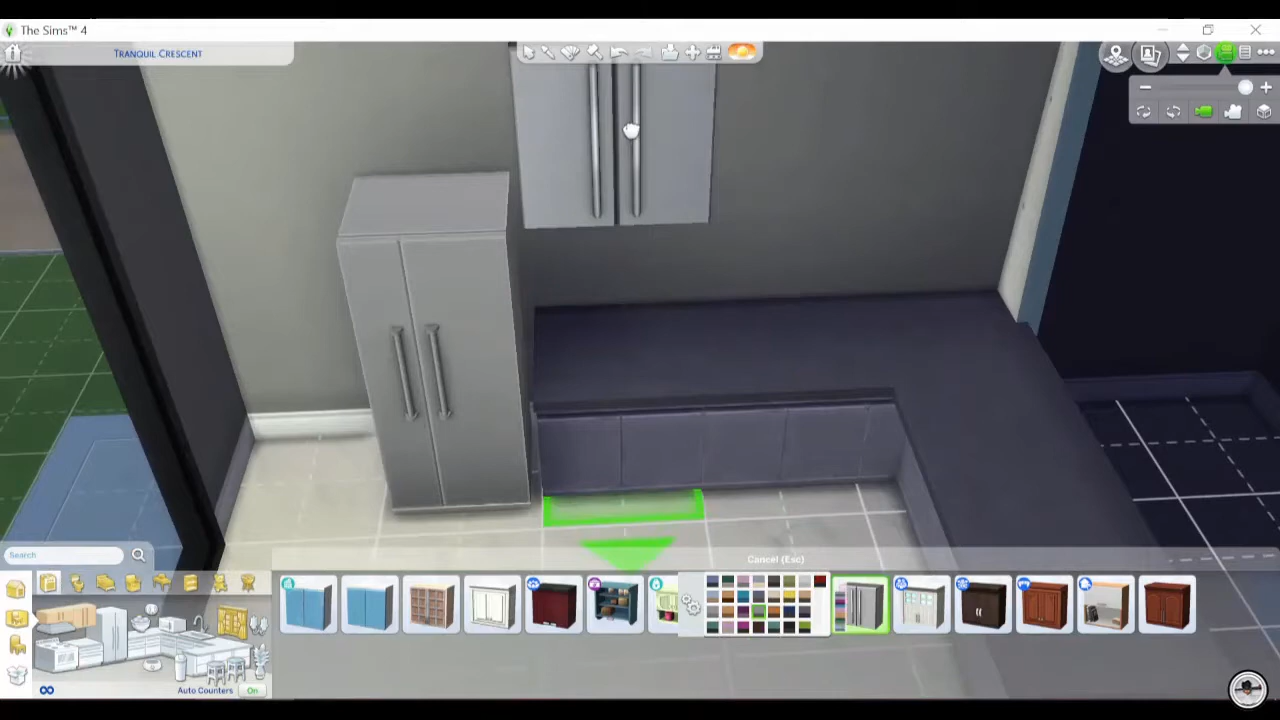 The Sims™ 4
TRANQUIL CRESCENT
Cancel (Esc)
Search
Auto Counters On